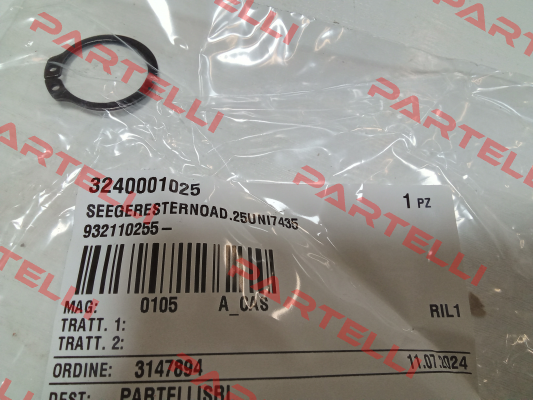 3240001025
1 PZ
SEEGERESTERNOAD.25UNI7435
932110255-
MAG: 0105 A_CAS
RIL1
TRATT. 1:
TRATT. 2:
ORDINE: 3147894 11.07.2024
DEST: PARTELLISRL
PARTELLI
PARTELLI
PARTELLI
PARTELLI
PARTELLI
PARTELLI